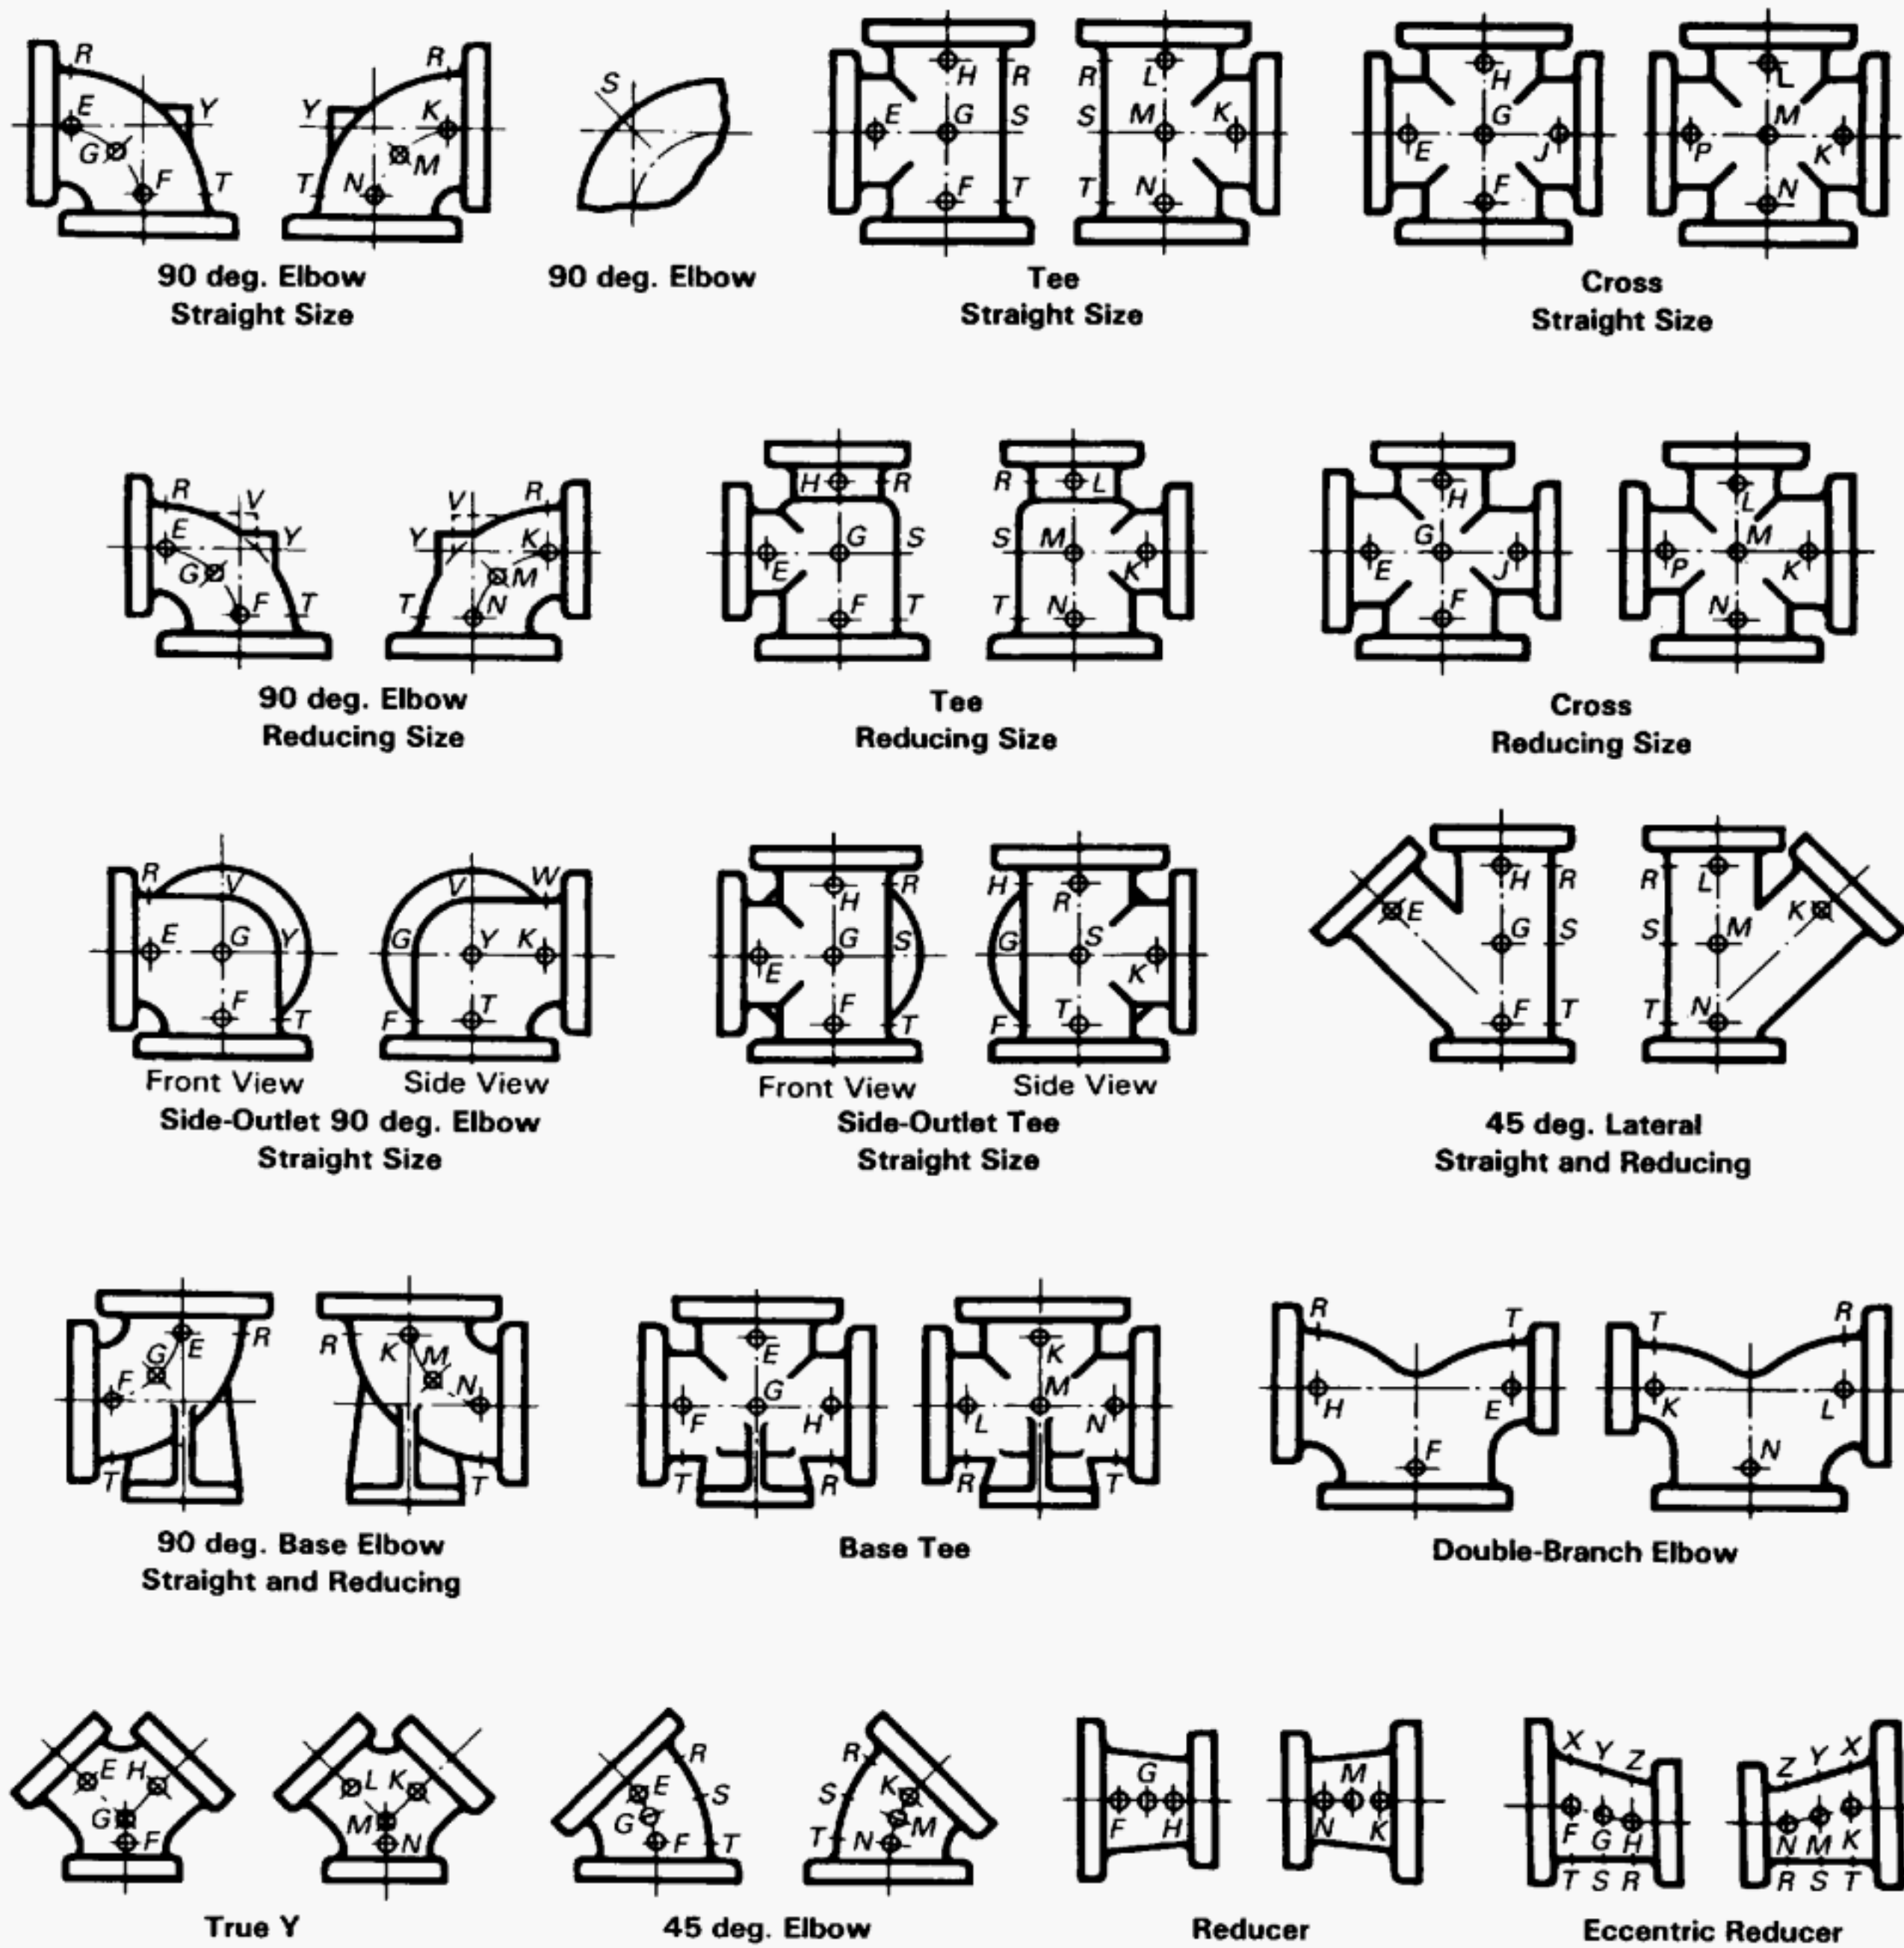 R R S H R R L H L
E Y Y K E G S S M K E G J P M K
G F T T N M F T T N F N
90 deg. Elbow 90 deg. Elbow Tee Cross
Straight Size Straight Size Straight Size
R V V R H R R L H L
E Y Y K G S S M G M
G M E K E J P K
F T T N F T T N F N
90 deg. Elbow Tee Cross
Reducing Size Reducing Size Reducing Size
R V V W H R H R H R R L
E G Y G Y K G S G S E K
E K G S S M
F T F T F T F T F T T N
Front View Side View Front View Side View
Side-Outlet 90 deg. Elbow Side-Outlet Tee 45 deg. Lateral
Straight Size Straight Size Straight and Reducing
R T T R
G E R R K M E K
F N G M H E K L
F H L N
T T T R R T F N
90 deg. Base Elbow Base Tee Double-Branch Elbow
Straight and Reducing
R R X Y Z Z Y X
E H L K E S S K G M
G M G M F H N K F G H N M K
F N F T T N T S R R S T
True Y 45 deg. Elbow Reducer Eccentric Reducer